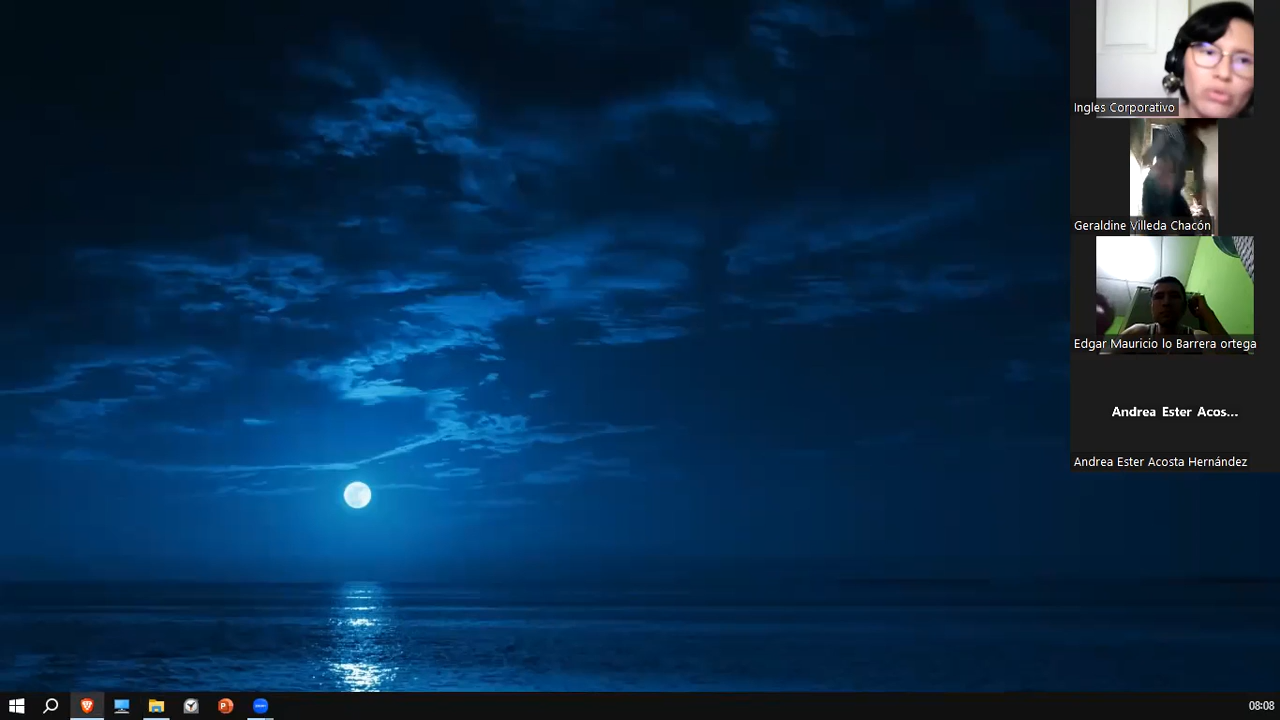 Ingles Corporativo
Geraldine Villeda Chacón
Edgar Mauricio lo Barrera ortega
Andrea Ester Acos...
Andrea Ester Acosta Hernández
08:08